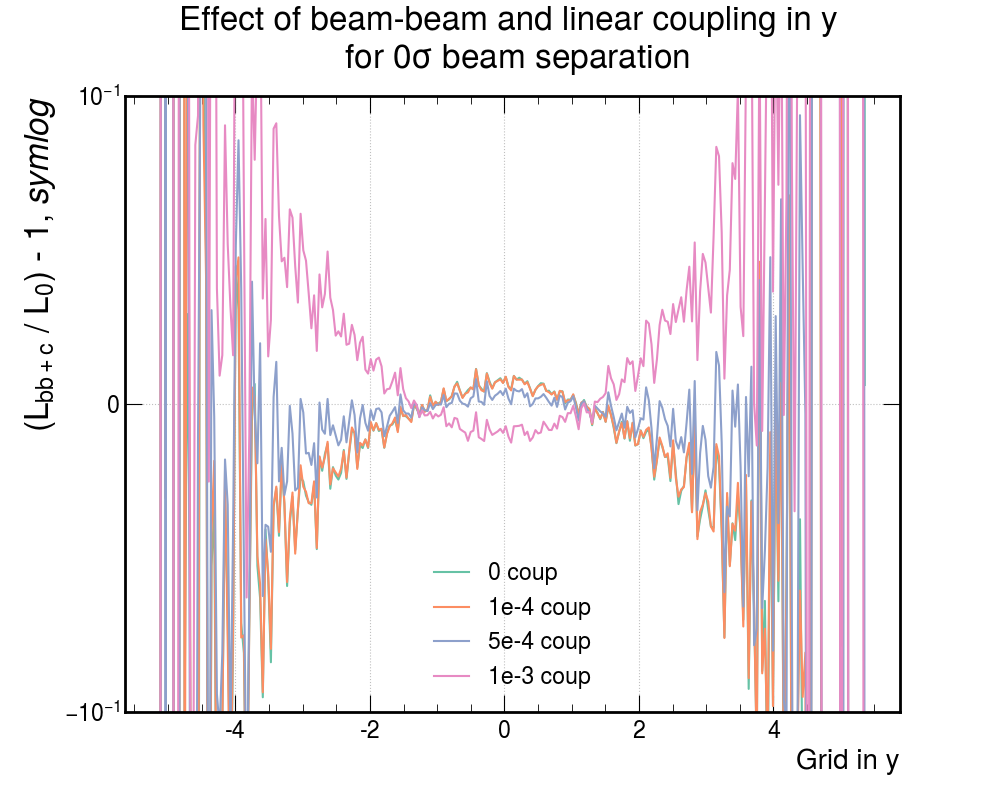 Effect of beam-beam and linear coupling in y
for 0σ beam separation
(L_bb+c / L_0) - 1, symlog
10^−1
0
−10^−1
0 coup
1e-4 coup
5e-4 coup
1e-3 coup
-4 -2 0 2 4
Grid in y